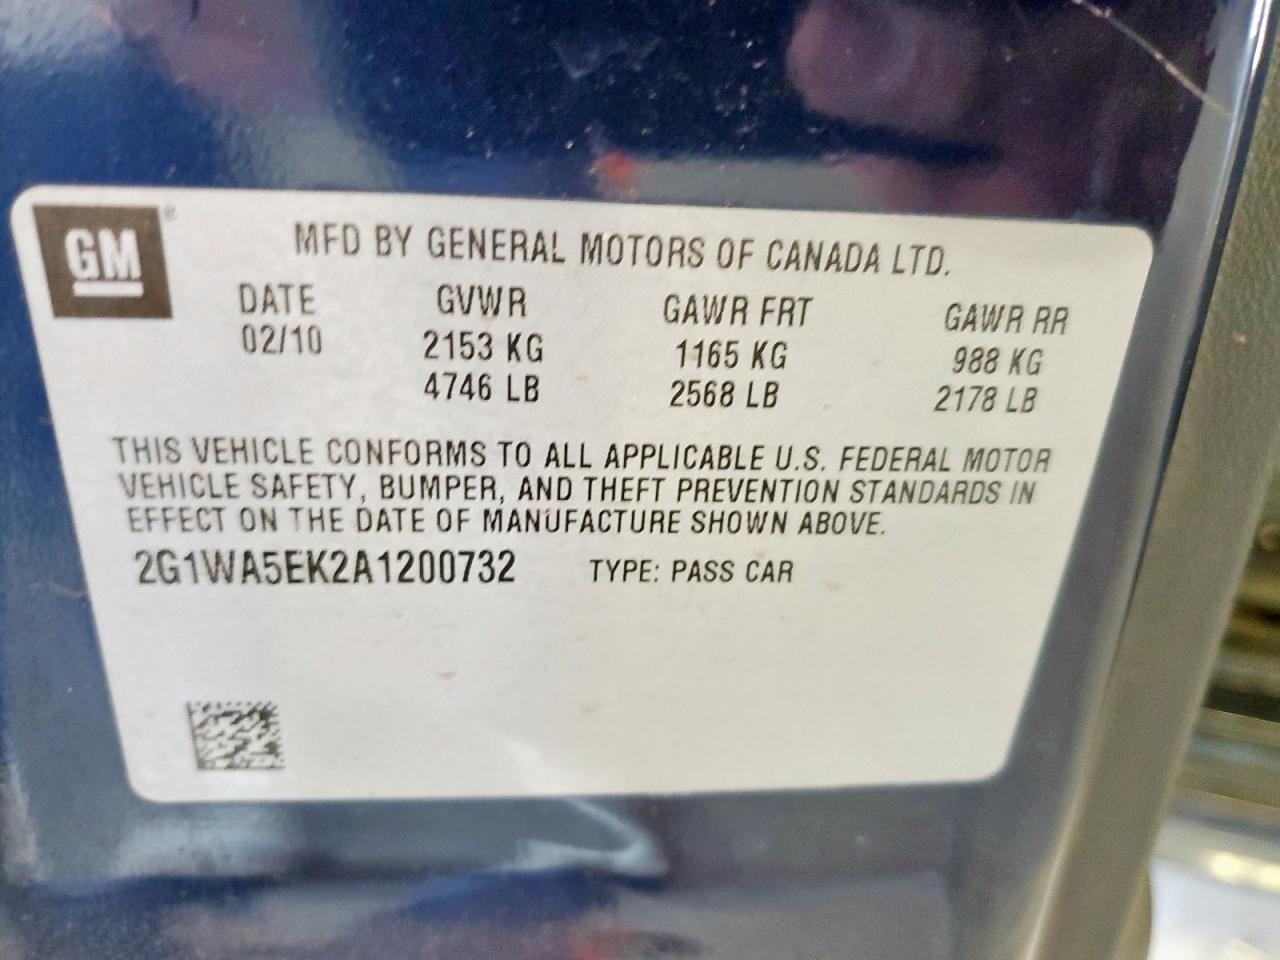 GM®
MFD BY GENERAL MOTORS OF CANADA LTD.
DATE GVWR GAWR FRT GAWR RR
02/10 2153 KG 1165 KG 988 KG
4746 LB 2568 LB 2178 LB
THIS VEHICLE CONFORMS TO ALL APPLICABLE U.S. FEDERAL MOTOR
VEHICLE SAFETY, BUMPER, AND THEFT PREVENTION STANDARDS IN
EFFECT ON THE DATE OF MANUFACTURE SHOWN ABOVE.
2G1WA5EK2A1200732 TYPE: PASS CAR